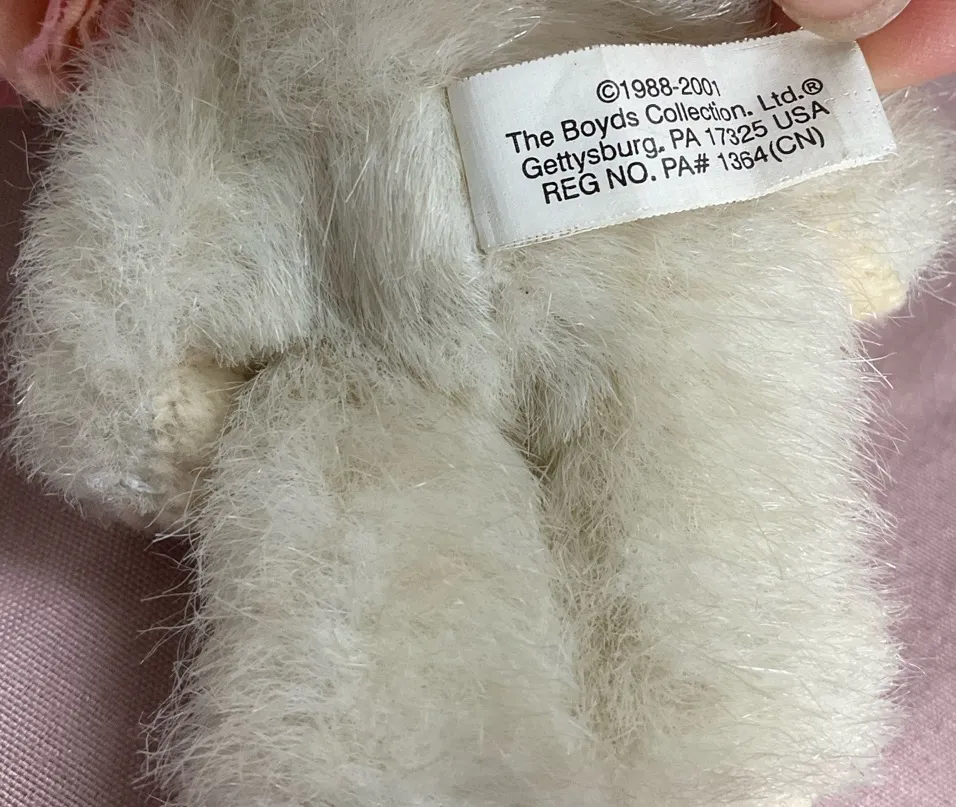 ©1988-2001
The Boyds Collection. Ltd.®
Gettysburg. PA 17325 USA
REG NO. PA# 1364(CN)